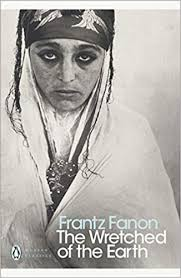 Frantz Fanon
The Wretched
of the Earth